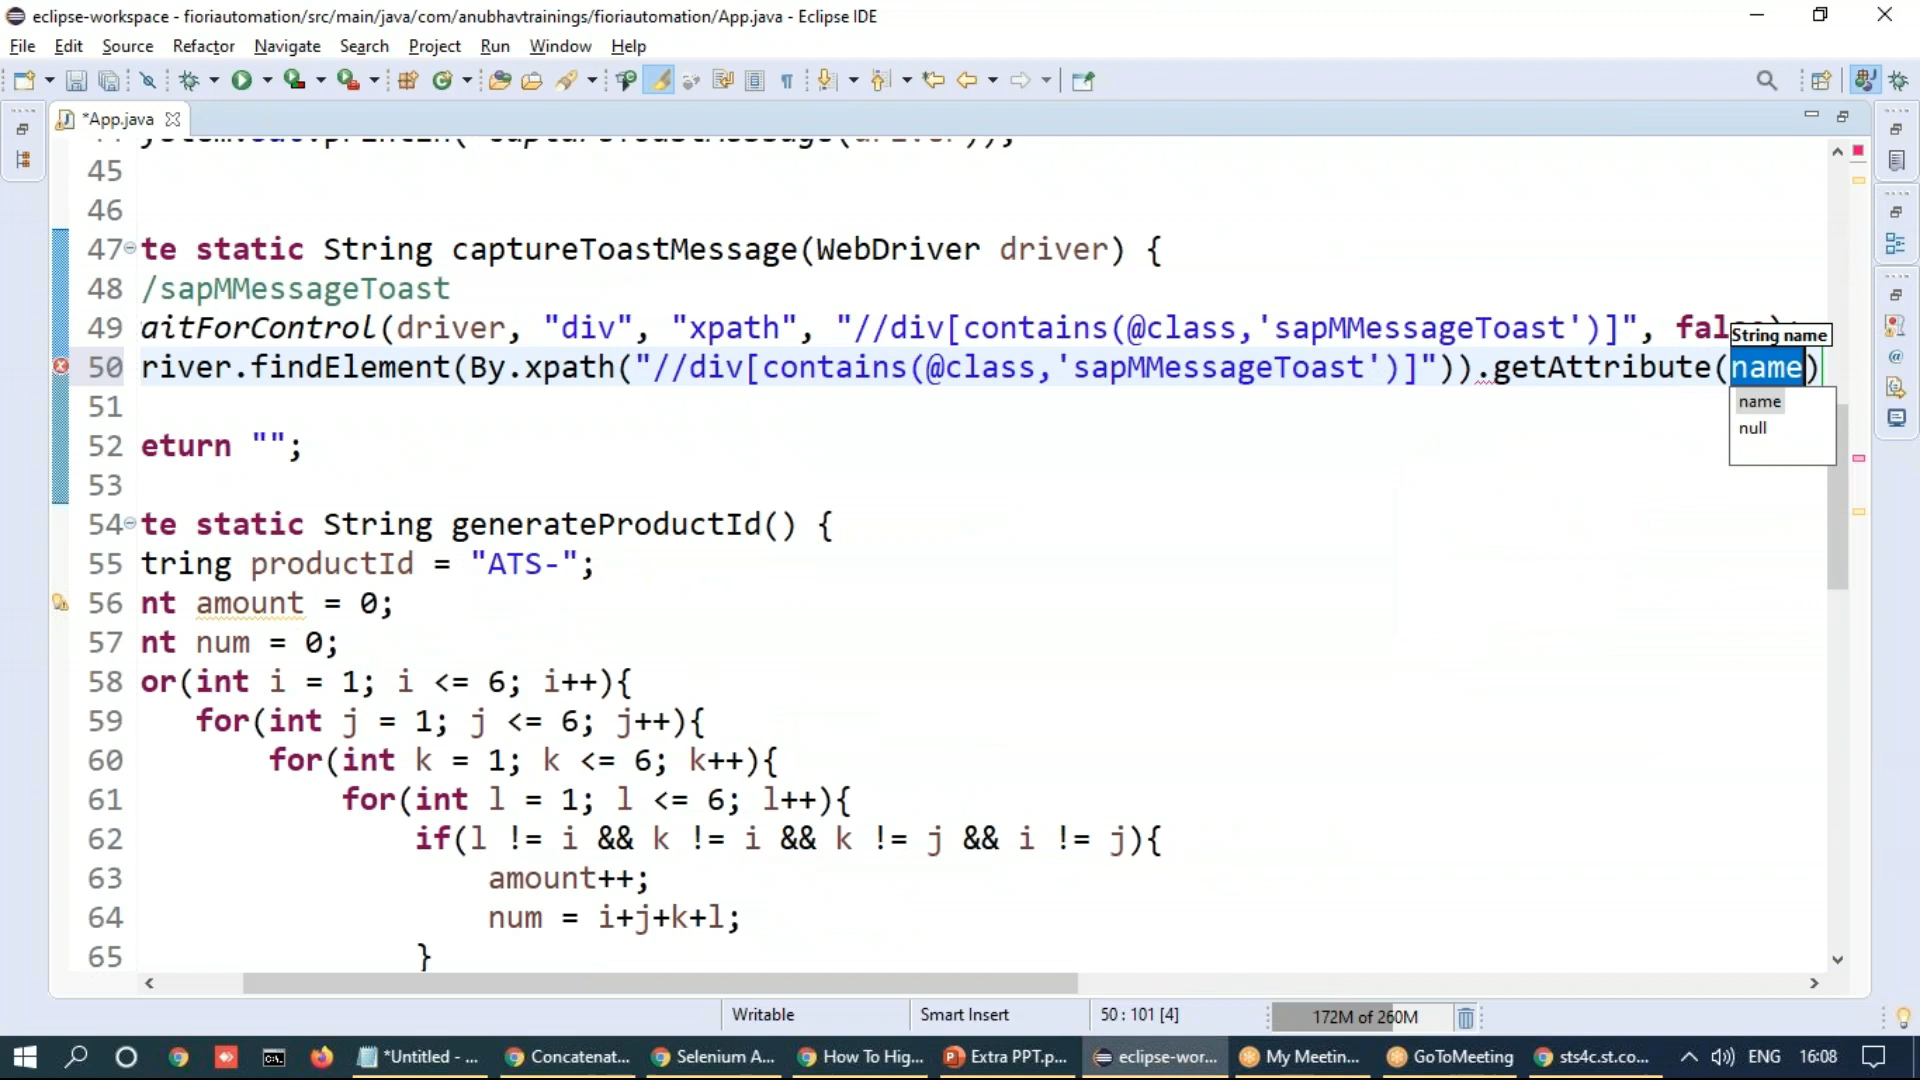 eclipse-workspace - fioriautomation/src/main/java/com/anubhavtrainings/fioriautomation/App.java - Eclipse IDE
File Edit Source Refactor Navigate Search Project Run Window Help
*App.java
45
46
47 te static String captureToastMessage(WebDriver driver) {
48 /sapMMessageToast
49 aitForControl(driver, "div", "xpath", "//div[contains(@class,'sapMMessageToast')]", fal
String name
50 river.findElement(By.xpath("//div[contains(@class,'sapMMessageToast')]")).getAttribute(name)
name
null
51
52 eturn "";
53
54 te static String generateProductId() {
55 tring productId = "ATS-";
56 nt amount = 0;
57 nt num = 0;
58 or(int i = 1; i <= 6; i++){
59 for(int j = 1; j <= 6; j++){
60 for(int k = 1; k <= 6; k++){
61 for(int l = 1; l <= 6; l++){
62 if(l != i && k != i && k != j && i != j){
63 amount++;
64 num = i+j+k+l;
65 }
Writable Smart Insert 50 : 101 [4] 172M of 260M
*Untitled - ... Concatenat... Selenium A... How To Hig... Extra PPT.p... eclipse-wor... My Meetin... GoToMeeting sts4c.st.co... ENG 16:08